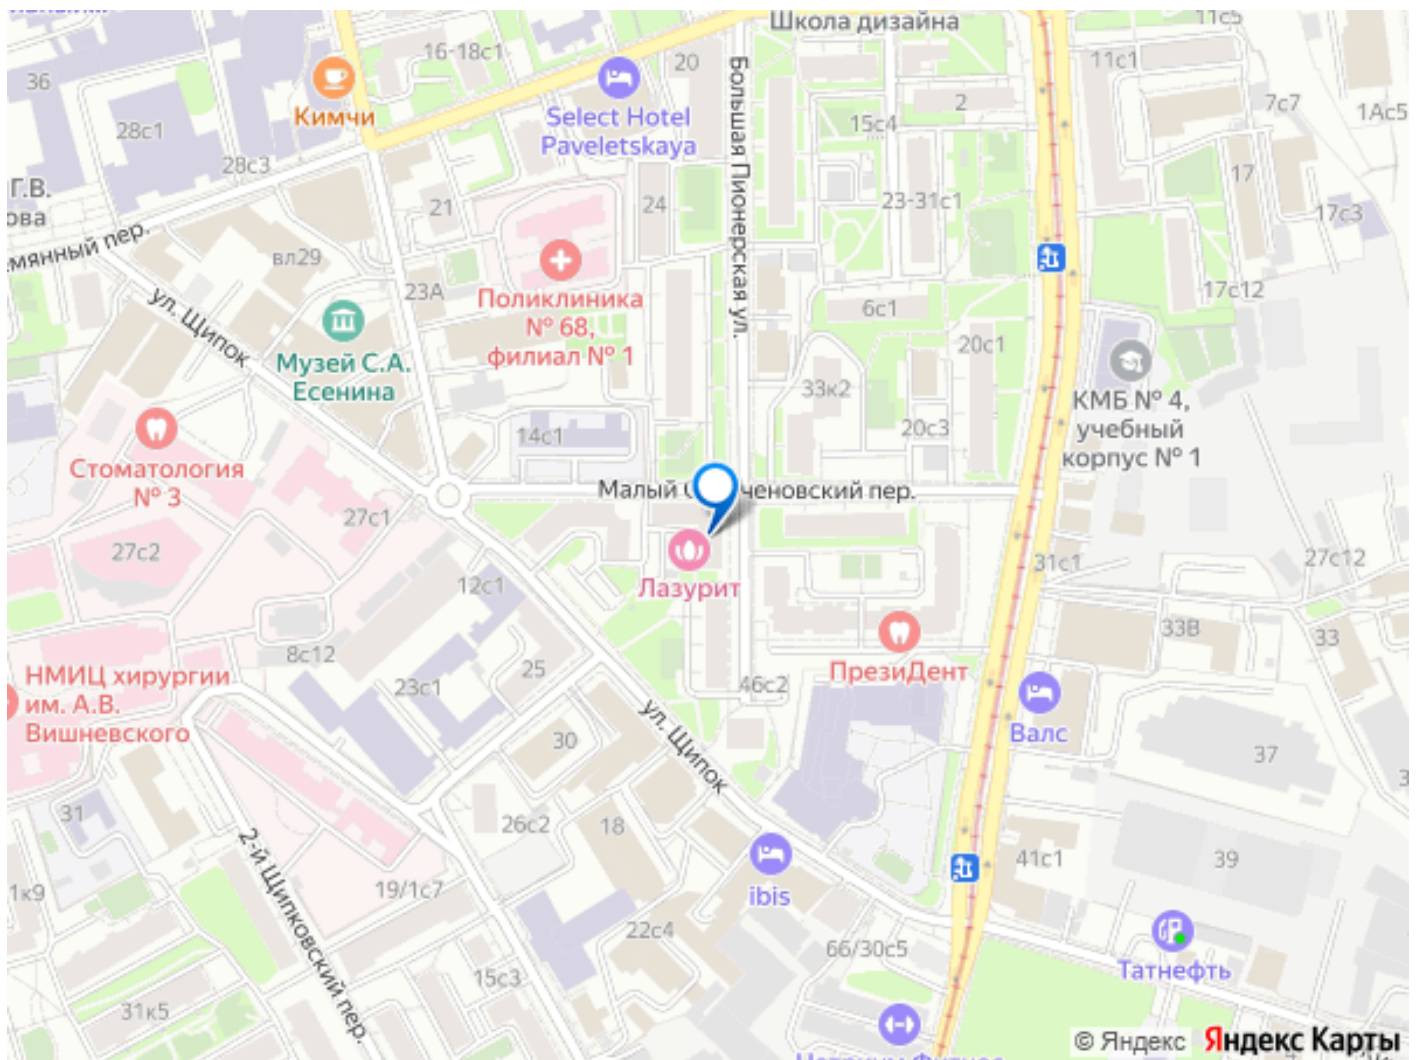 Школа дизайна
11с5
16-18с1
20
11с1
36
Кимчи
Select Hotel
Paveletskaya
Большая Пионерская ул.
2
15с4
7с7
1Ас5
28с1
28с3
Г.В.
ова
21
24
23-31с1
17
17с3
мянный пер.
вл29
23А
Поликлиника
№ 68,
филиал № 1
6с1
17с12
ул. Щипок
Музей С.А.
Есенина
20с1
33к2
КМБ № 4,
учебный
корпус № 1
14с1
20с3
Стоматология
№ 3
Малый С
ченовский пер.
27с1
27с2
12с1
Лазурит
31с1
27с12
33В
33
8с12
НМИЦ хирургии
им. А.В.
Вишневского
23с1
25
ПрезиДент
46с2
ул. Щипок
30
Валс
37
31
26с2
18
2-й Щипковский пер.
19/1с7
ibis
41с1
39
1к9
22с4
66/30с5
Татнефть
15с3
31к5
© Яндекс
Яндекс Карты